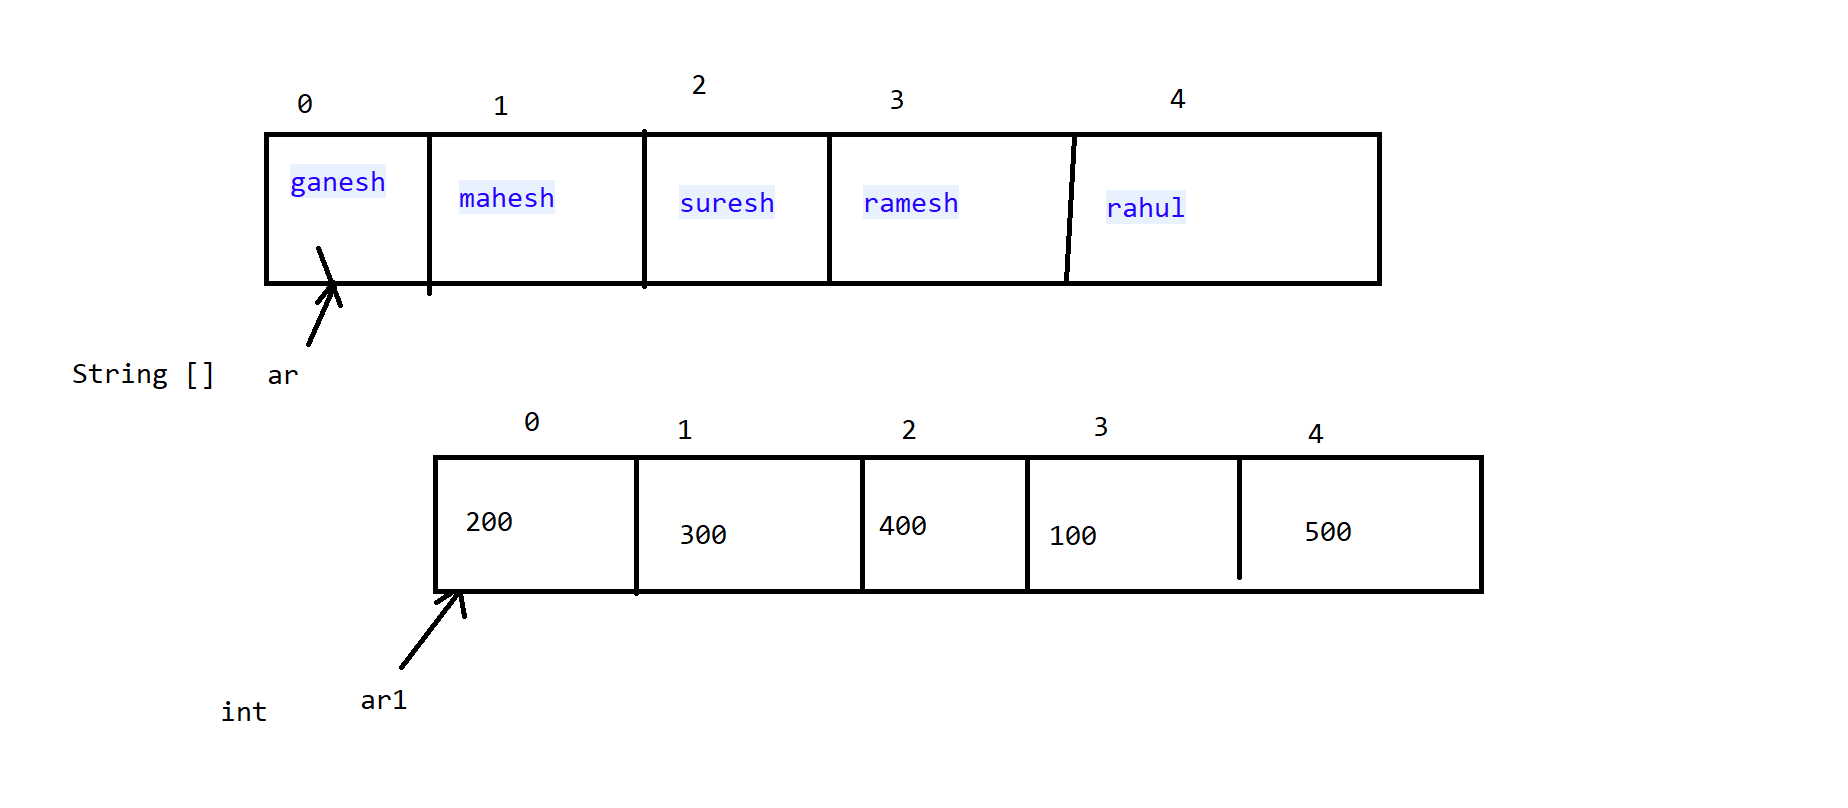 0 1 2 3 4
ganesh mahesh suresh ramesh rahul
String [] ar
0 1 2 3 4
200 300 400 100 500
int ar1